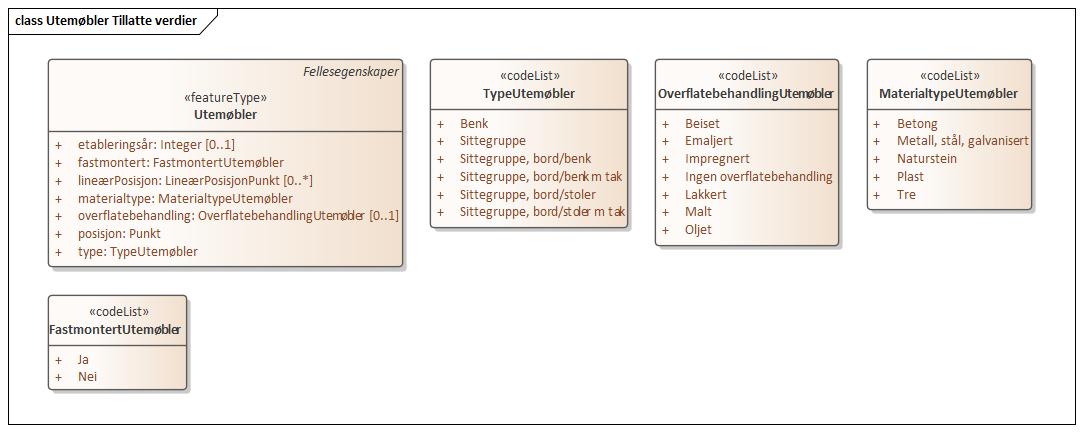 class Utemøbler Tillatte verdier
Fellesegenskaper
«featureType»
Utemøbler
+ etableringsår: Integer [0..1]
+ fastmontert: FastmontertUtemøbler
+ lineærPosisjon: LineærPosisjonPunkt [0..*]
+ materialtype: MaterialtypeUtemøbler
+ overflatebehandling: OverflatebehandlingUtemøbler [0..1]
+ posisjon: Punkt
+ type: TypeUtemøbler
«codeList»
TypeUtemøbler
+ Benk
+ Sittegruppe
+ Sittegruppe, bord/benk
+ Sittegruppe, bord/benk m tak
+ Sittegruppe, bord/stoler
+ Sittegruppe, bord/stoler m tak
«codeList»
OverflatebehandlingUtemøbler
+ Beiset
+ Emaljert
+ Impregnert
+ Ingen overflatebehandling
+ Lakkert
+ Malt
+ Oljet
«codeList»
MaterialtypeUtemøbler
+ Betong
+ Metall, stål, galvanisert
+ Naturstein
+ Plast
+ Tre
«codeList»
FastmontertUtemøbler
+ Ja
+ Nei